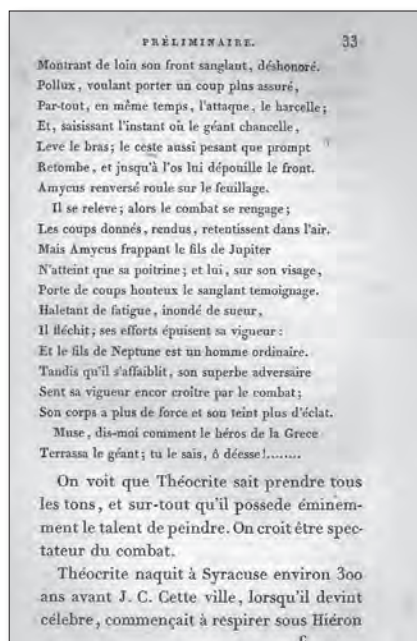 PRÉLIMINAIRE. 33
Montrant de loin son front sanglant, déshonoré.
Pollux, voulant porter un coup plus assuré,
Par-tout, en même temps, l'attaque, le harcelle;
Et, saisissant l'instant où le géant chancelle,
Leve le bras; le ceste aussi pesant que prompt
Retombe, et jusqu'à l'os lui dépouille le front.
Amycus renversé roule sur le feuillage.
Il se releve; alors le combat se rengage;
Les coups donnés, rendus, retentissent dans l'air.
Mais Amycus frappant le fils de Jupiter
N'atteint que sa poitrine; et lui, sur son visage,
Porte de coups honteux le sanglant temoignage.
Haletant de fatigue, inondé de sueur,
Il fléchit; ses efforts épuisent sa vigueur:
Et le fils de Neptune est un homme ordinaire.
Tandis qu'il s'affaiblit, son superbe adversaire
Sent sa vigueur encor croître par le combat;
Son corps a plus de force et son teint plus d'éclat.
Muse, dis-moi comment le héros de la Grece
Terrassa le géant; tu le sais, ô déesse!........
On voit que Théocrite sait prendre tous
les tons, et sur-tout qu'il possede éminem-
ment le talent de peindre. On croit être spec-
tateur du combat.
Théocrite naquit à Syracuse environ 300
ans avant J. C. Cette ville, lorsqu'il devint
célebre, commençait à respirer sous Hiéron